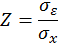 Z = σ_ε / σ_x